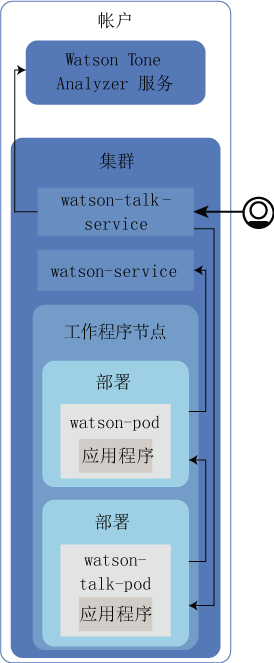 帐户
Watson Tone
Analyzer 服务
集群
watson-talk-
service
watson-service
工作程序节点
部署
watson-pod
应用程序
部署
watson-
talk-pod
应用程序